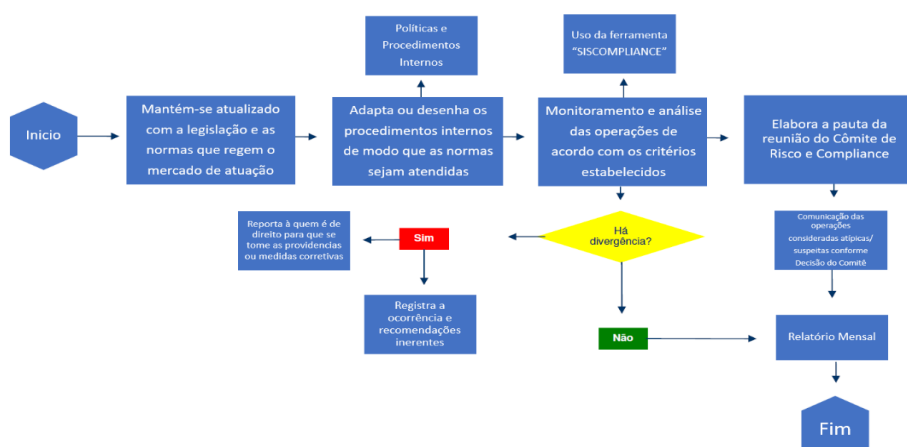 Políticas e
Procedimentos
Internos
Uso da ferramenta
“SISCOMPLIANCE”
Inicio
Mantém-se atualizado
com a legislação e as
normas que regem o
mercado de atuação
Adapta ou desenha os
procedimentos internos
de modo que as normas
sejam atendidas
Monitoramento e análise
das operações de
acordo com os critérios
estabelecidos
Elabora a pauta da
reunião do Cômite de
Risco e Compliance
Reporta à quem é de
direito para que se
tome as providencias
ou medidas corretivas
Sim
Há
divergência?
Comunicação das
operações
consideradas atípicas/
suspeitas conforme
Decisão do Comitê
Registra a
ocorrência e
recomendações
inerentes
Não
Relatório Mensal
Fim